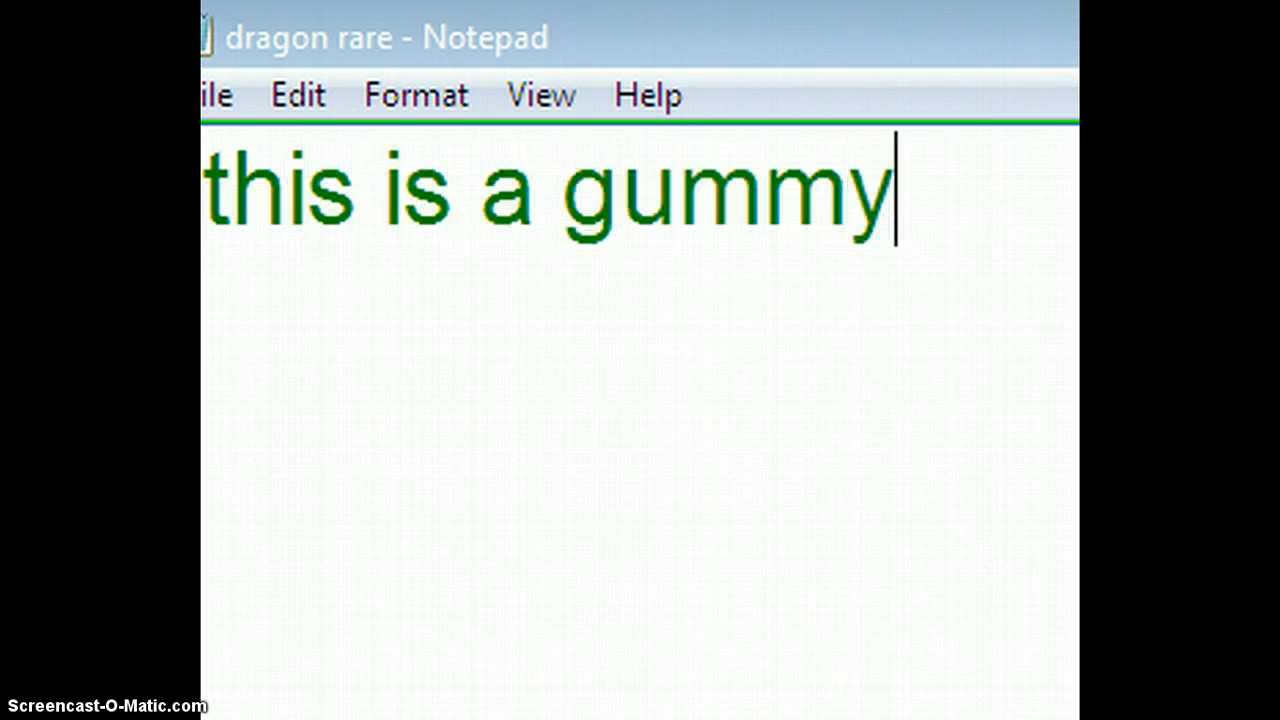 dragon rare - Notepad
ile Edit Format View Help
this is a gummy
Screencast-O-Matic.com